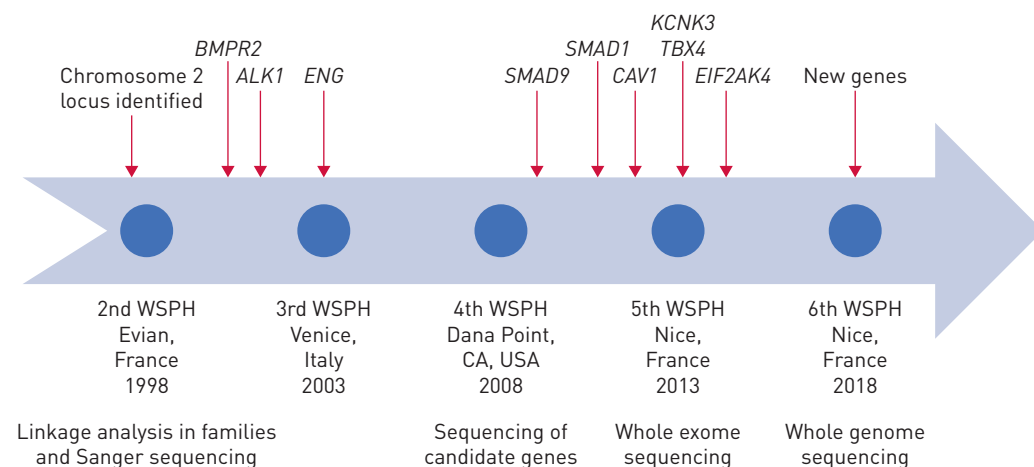 KCNK3
BMPR2 SMAD1 TBX4
Chromosome 2 ALK1 ENG SMAD9 CAV1 EIF2AK4 New genes
locus identified
2nd WSPH 3rd WSPH 4th WSPH 5th WSPH 6th WSPH
Evian, Venice, Dana Point, Nice, Nice,
France Italy CA, USA France France
1998 2003 2008 2013 2018
Linkage analysis in families Sequencing of Whole exome Whole genome
and Sanger sequencing candidate genes sequencing sequencing